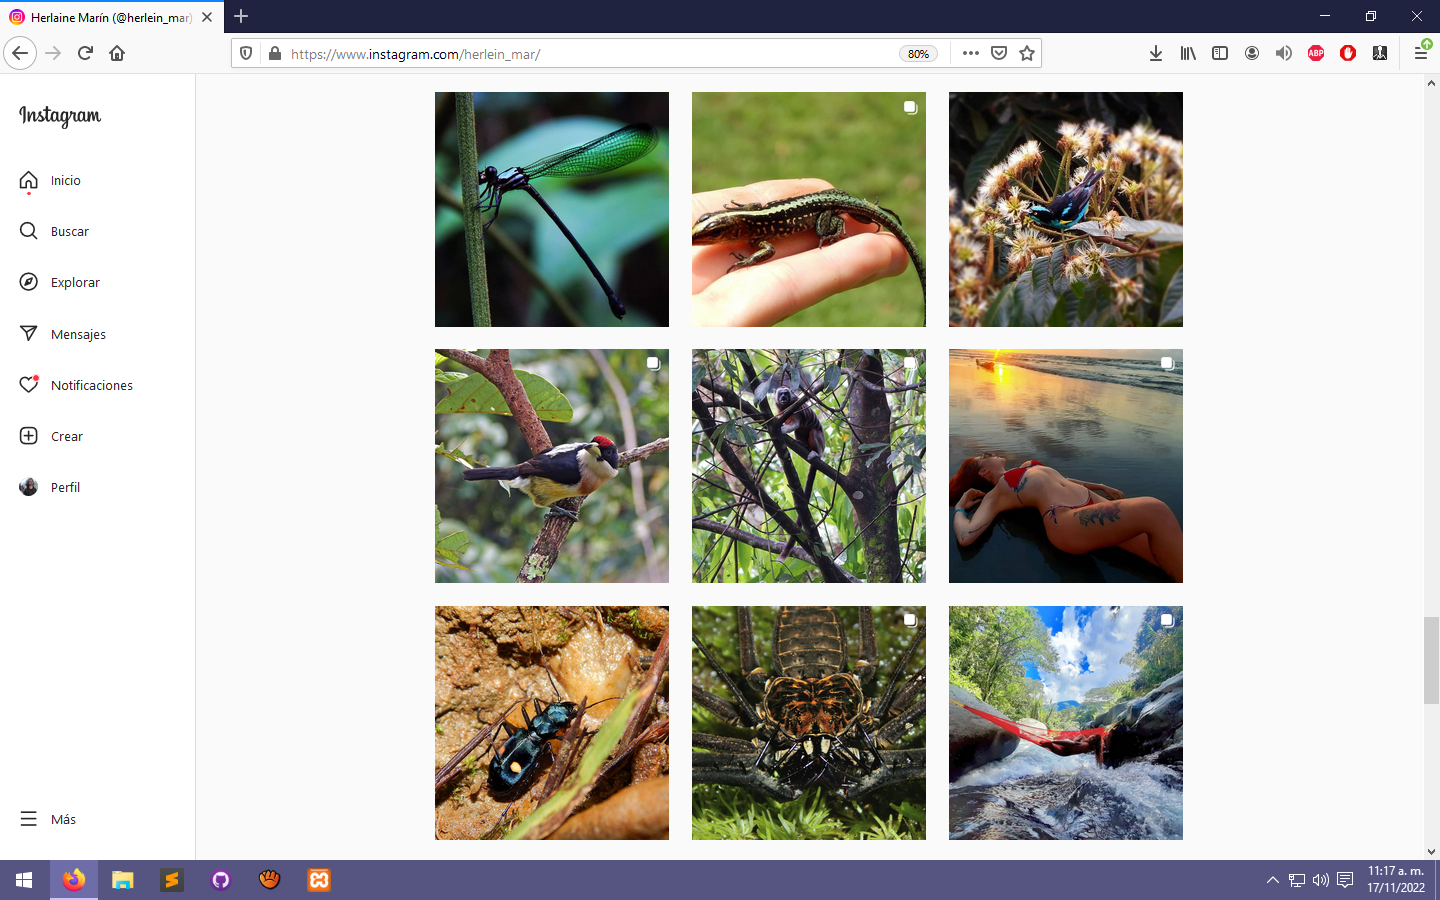 Herlaine Marín (@herlein_mar)
https://www.instagram.com/herlein_mar/
80%
ABP
Instagram
Inicio
Buscar
Explorar
Mensajes
Notificaciones
Crear
Perfil
Más
11:17 a. m.
17/11/2022